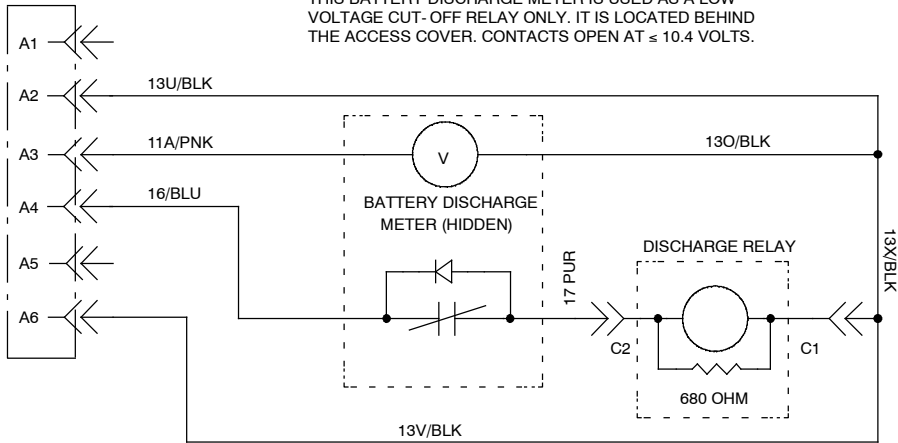 THIS BATTERY DISCHARGE METER IS USED AS A LOW
VOLTAGE CUT- OFF RELAY ONLY. IT IS LOCATED BEHIND
THE ACCESS COVER. CONTACTS OPEN AT ≤ 10.4 VOLTS.
A1
A2
13U/BLK
A3
11A/PNK
V
13O/BLK
A4
16/BLU
BATTERY DISCHARGE
METER (HIDDEN)
A5
17 PUR
DISCHARGE RELAY
13X/BLK
A6
C2
C1
680 OHM
13V/BLK